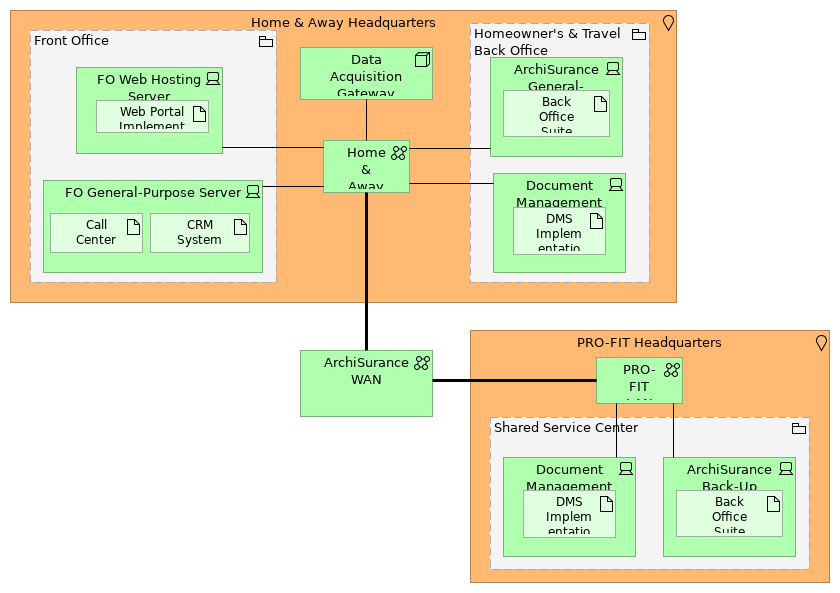 Home & Away Headquarters
Front Office
FO Web Hosting
Server
Web Portal
Implement
FO General-Purpose Server
Call
Center
CRM
System
Data
Acquisition
Gateway
Home
&
Away
Homeowner's & Travel
Back Office
ArchiSurance
General-
Back
Office
Suite
Document
Management
DMS
Implem
entatio
ArchiSurance
WAN
PRO-FIT Headquarters
PRO-
FIT
LAN
Shared Service Center
Document
Management
DMS
Implem
entatio
ArchiSurance
Back-Up
Back
Office
Suite